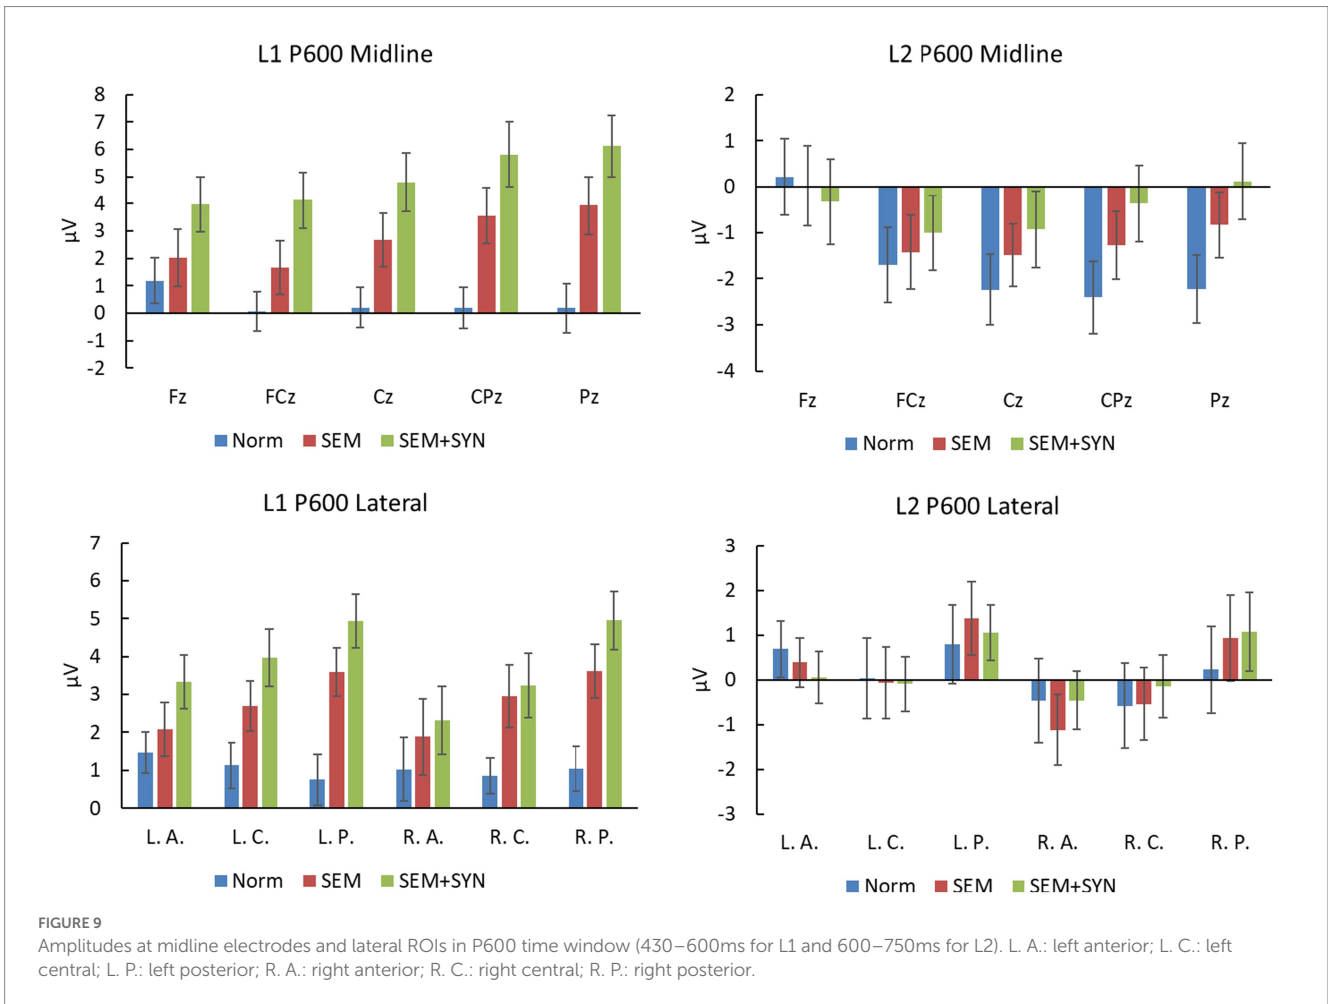 L1 P600 Midline
8
7
6
5
4
3
2
1
0
-1
-2
µV
Fz FCz Cz CPz Pz
Norm SEM SEM+SYN
L2 P600 Midline
2
1
0
-1
-2
-3
-4
µV
Fz FCz Cz CPz Pz
Norm SEM SEM+SYN
L1 P600 Lateral
7
6
5
4
3
2
1
0
µV
L. A. L. C. L. P. R. A. R. C. R. P.
Norm SEM SEM+SYN
L2 P600 Lateral
3
2
1
0
-1
-2
-3
µV
L. A. L. C. L. P. R. A. R. C. R. P.
Norm SEM SEM+SYN
FIGURE 9
Amplitudes at midline electrodes and lateral ROIs in P600 time window (430–600ms for L1 and 600–750ms for L2). L. A.: left anterior; L. C.: left
central; L. P.: left posterior; R. A.: right anterior; R. C.: right central; R. P.: right posterior.